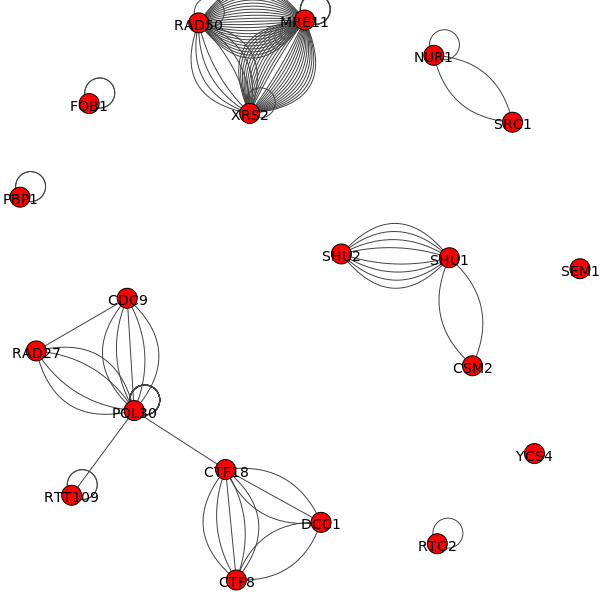 RAD50
MRE11
NUR1
FOB1
XRS2
SRC1
PBP1
SHU2
SHU1
SEM1
CDC9
RAD27
CSM2
POL30
YCS4
CTF18
RTT109
DCC1
RTG2
CTF8